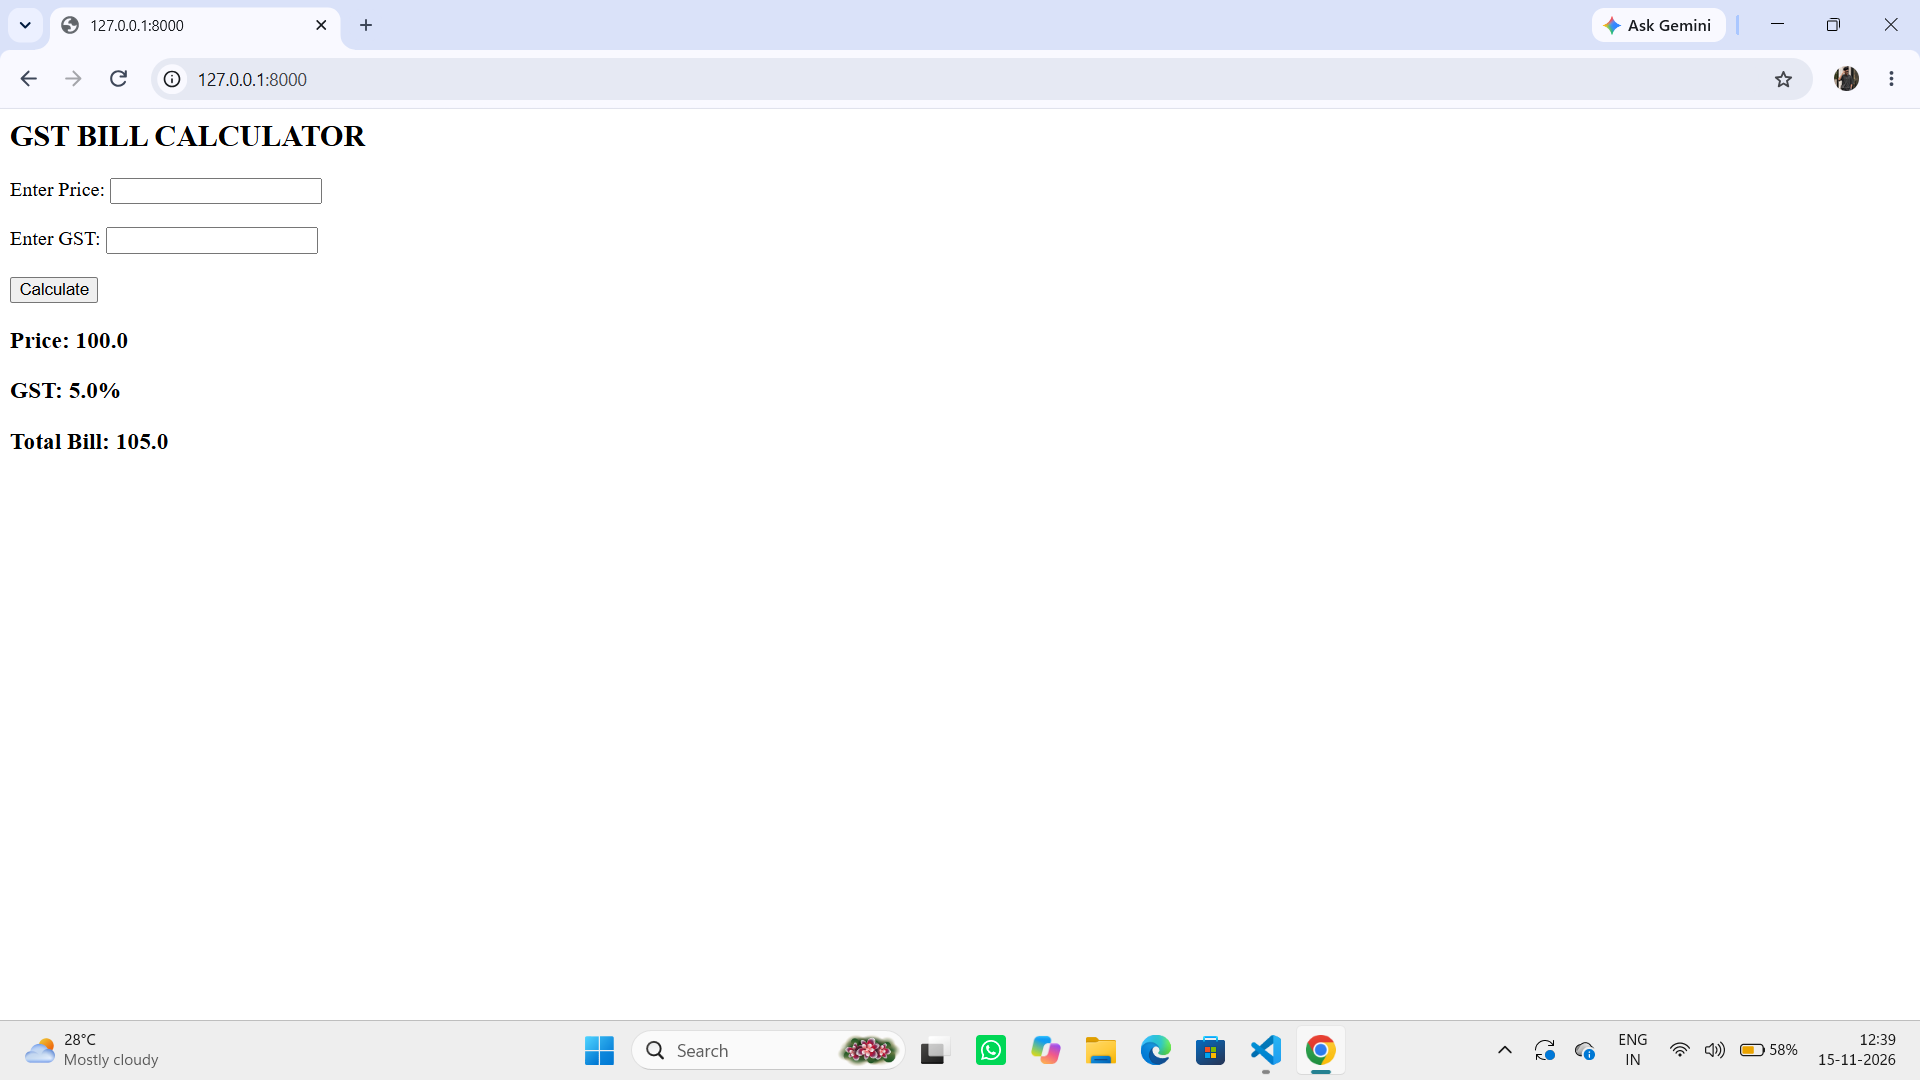 127.0.0.1:8000
Ask Gemini
127.0.0.1:8000
GST BILL CALCULATOR
Enter Price:
Enter GST:
Calculate
Price: 100.0
GST: 5.0%
Total Bill: 105.0
28°C
Mostly cloudy
Search
ENG
IN
58%
12:39
15-11-2026